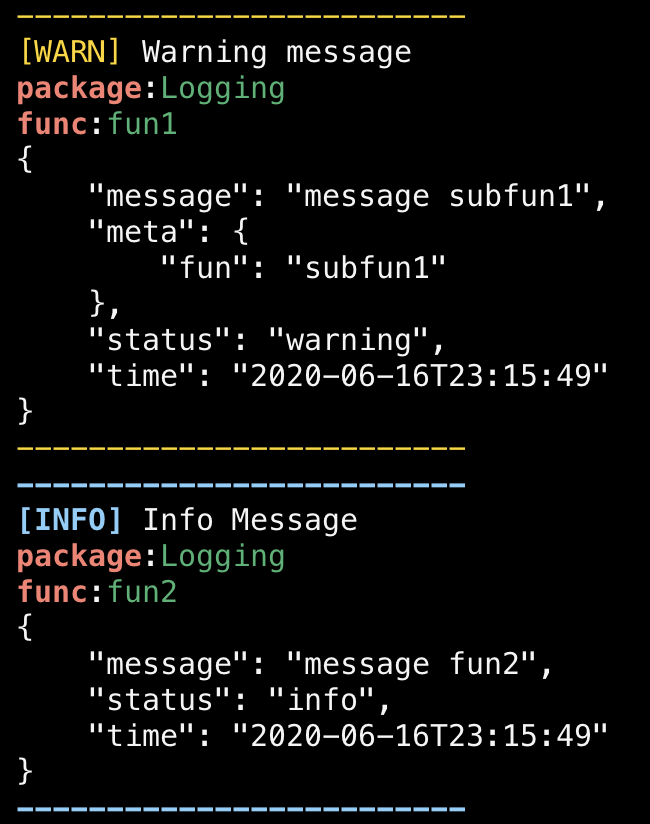 -------------------------
[WARN] Warning message
package:Logging
func:fun1
{
    "message": "message subfun1",
    "meta": {
        "fun": "subfun1"
    },
    "status": "warning",
    "time": "2020-06-16T23:15:49"
}
-------------------------
-------------------------
[INFO] Info Message
package:Logging
func:fun2
{
    "message": "message fun2",
    "status": "info",
    "time": "2020-06-16T23:15:49"
}
-------------------------